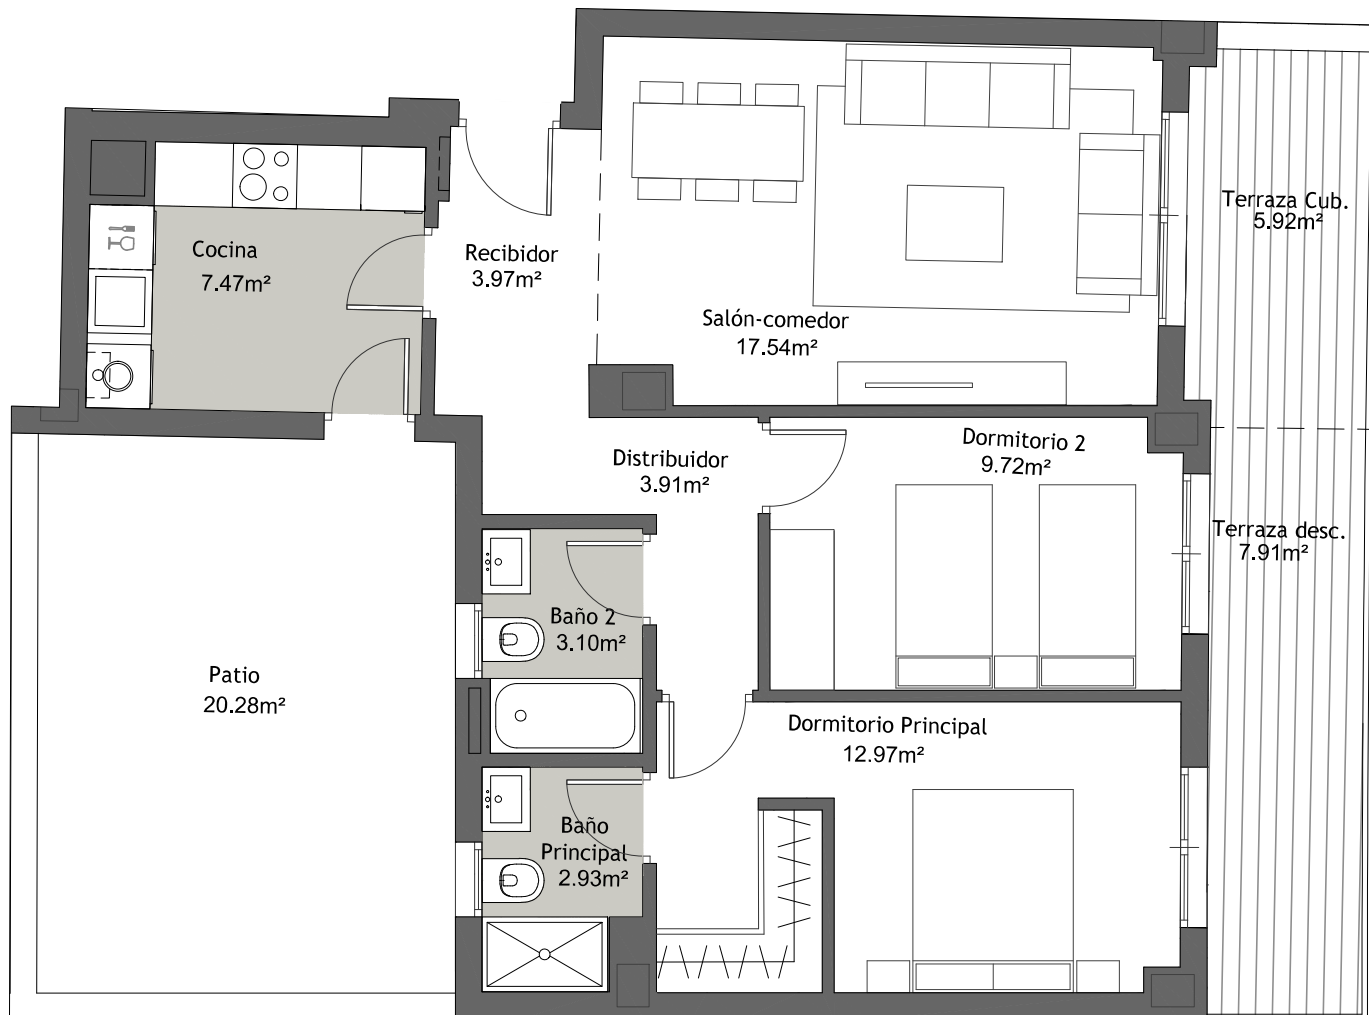 Terraza Cub.
5.92m²
Cocina
7.47m²
Recibidor
3.97m²
Salón-comedor
17.54m²
Dormitorio 2
9.72m²
Distribuidor
3.91m²
Terraza desc.
7.91m²
Baño 2
3.10m²
Patio
20.28m²
Dormitorio Principal
12.97m²
Baño
Principal
2.93m²